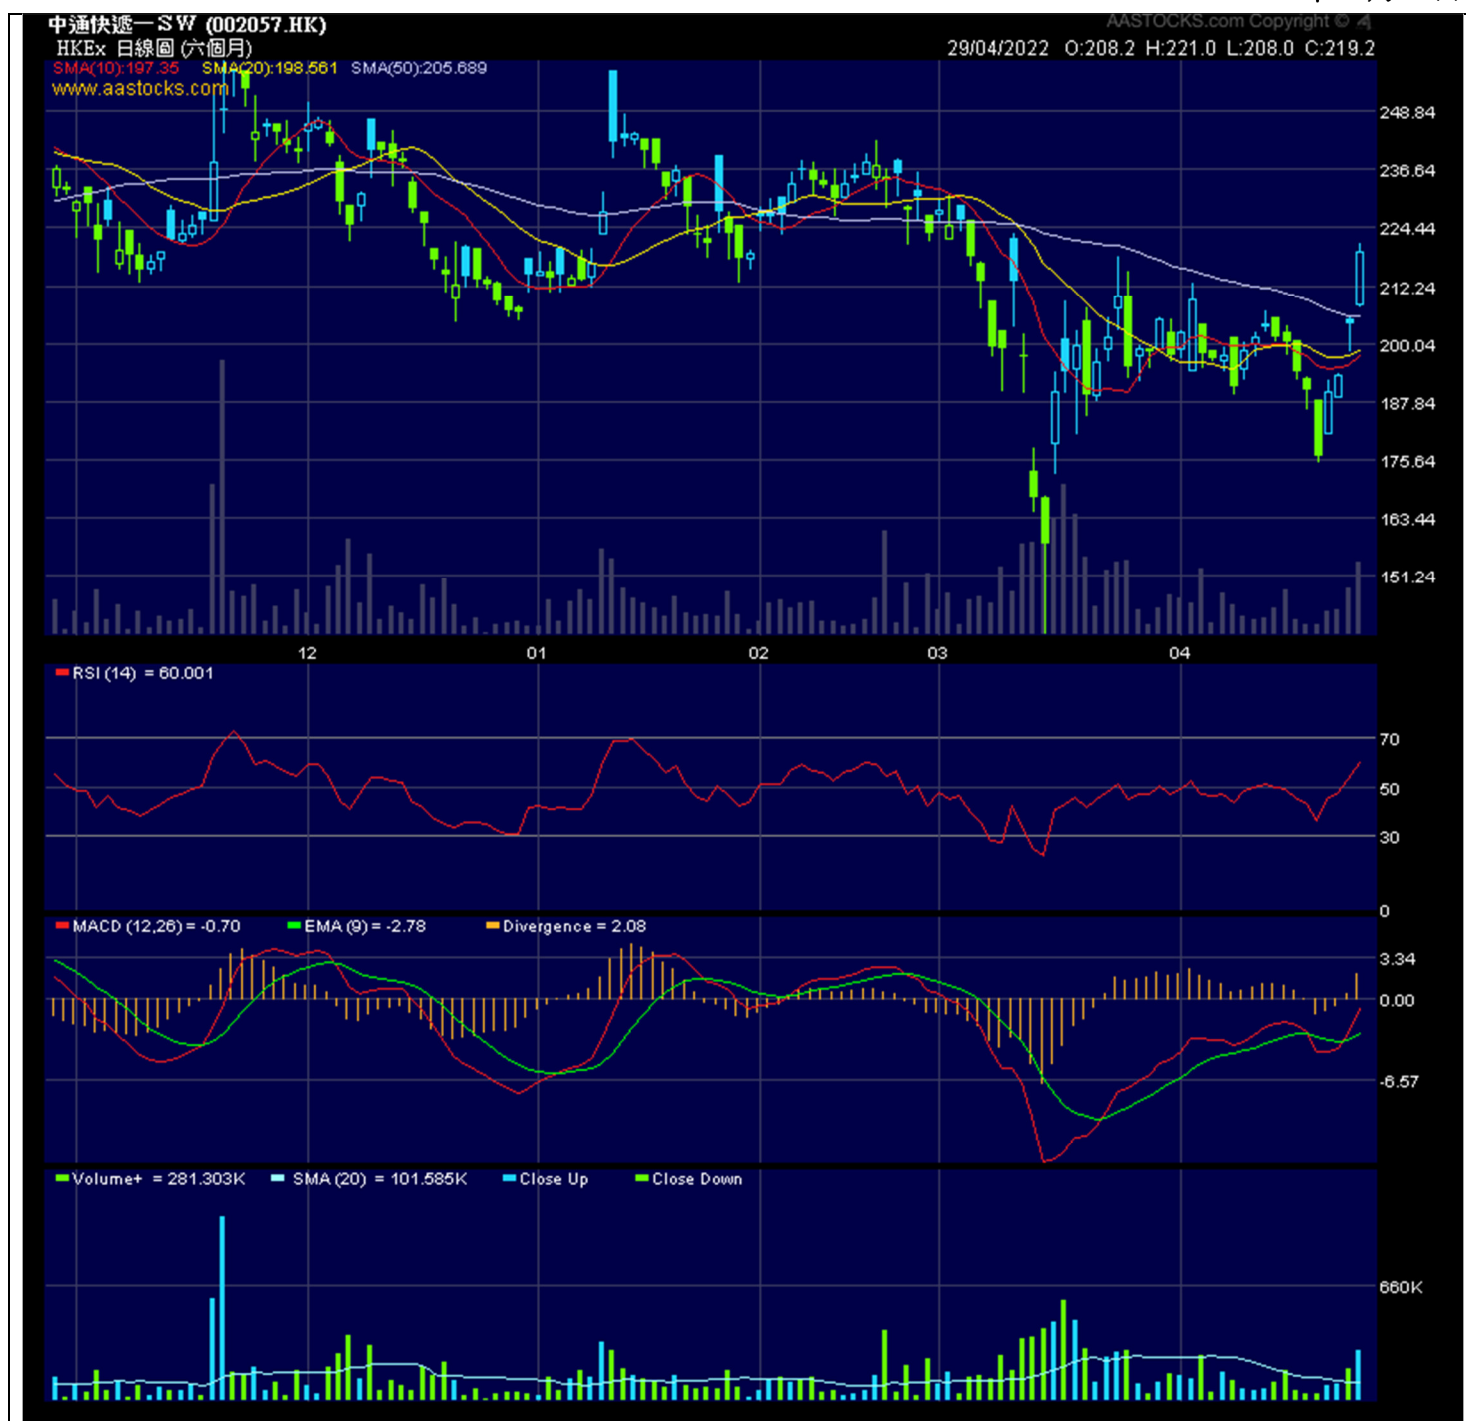 中通快遞－SW (002057.HK)
AASTOCKS.com Copyright ©
HKEx 日線圖 (六個月)
29/04/2022 O:208.2 H:221.0 L:208.0 C:219.2
SMA(10):197.35 SMA(20):198.561 SMA(50):205.689
www.aastocks.com
248.84
236.64
224.44
212.24
200.04
187.84
175.64
163.44
151.24
12 01 02 03 04
RSI (14) = 60.001
70
50
30
0
MACD (12,26) = -0.70 EMA (9) = -2.78 Divergence = 2.08
3.34
0.00
-6.57
Volume+ = 281.303K SMA (20) = 101.585K Close Up Close Down
660K